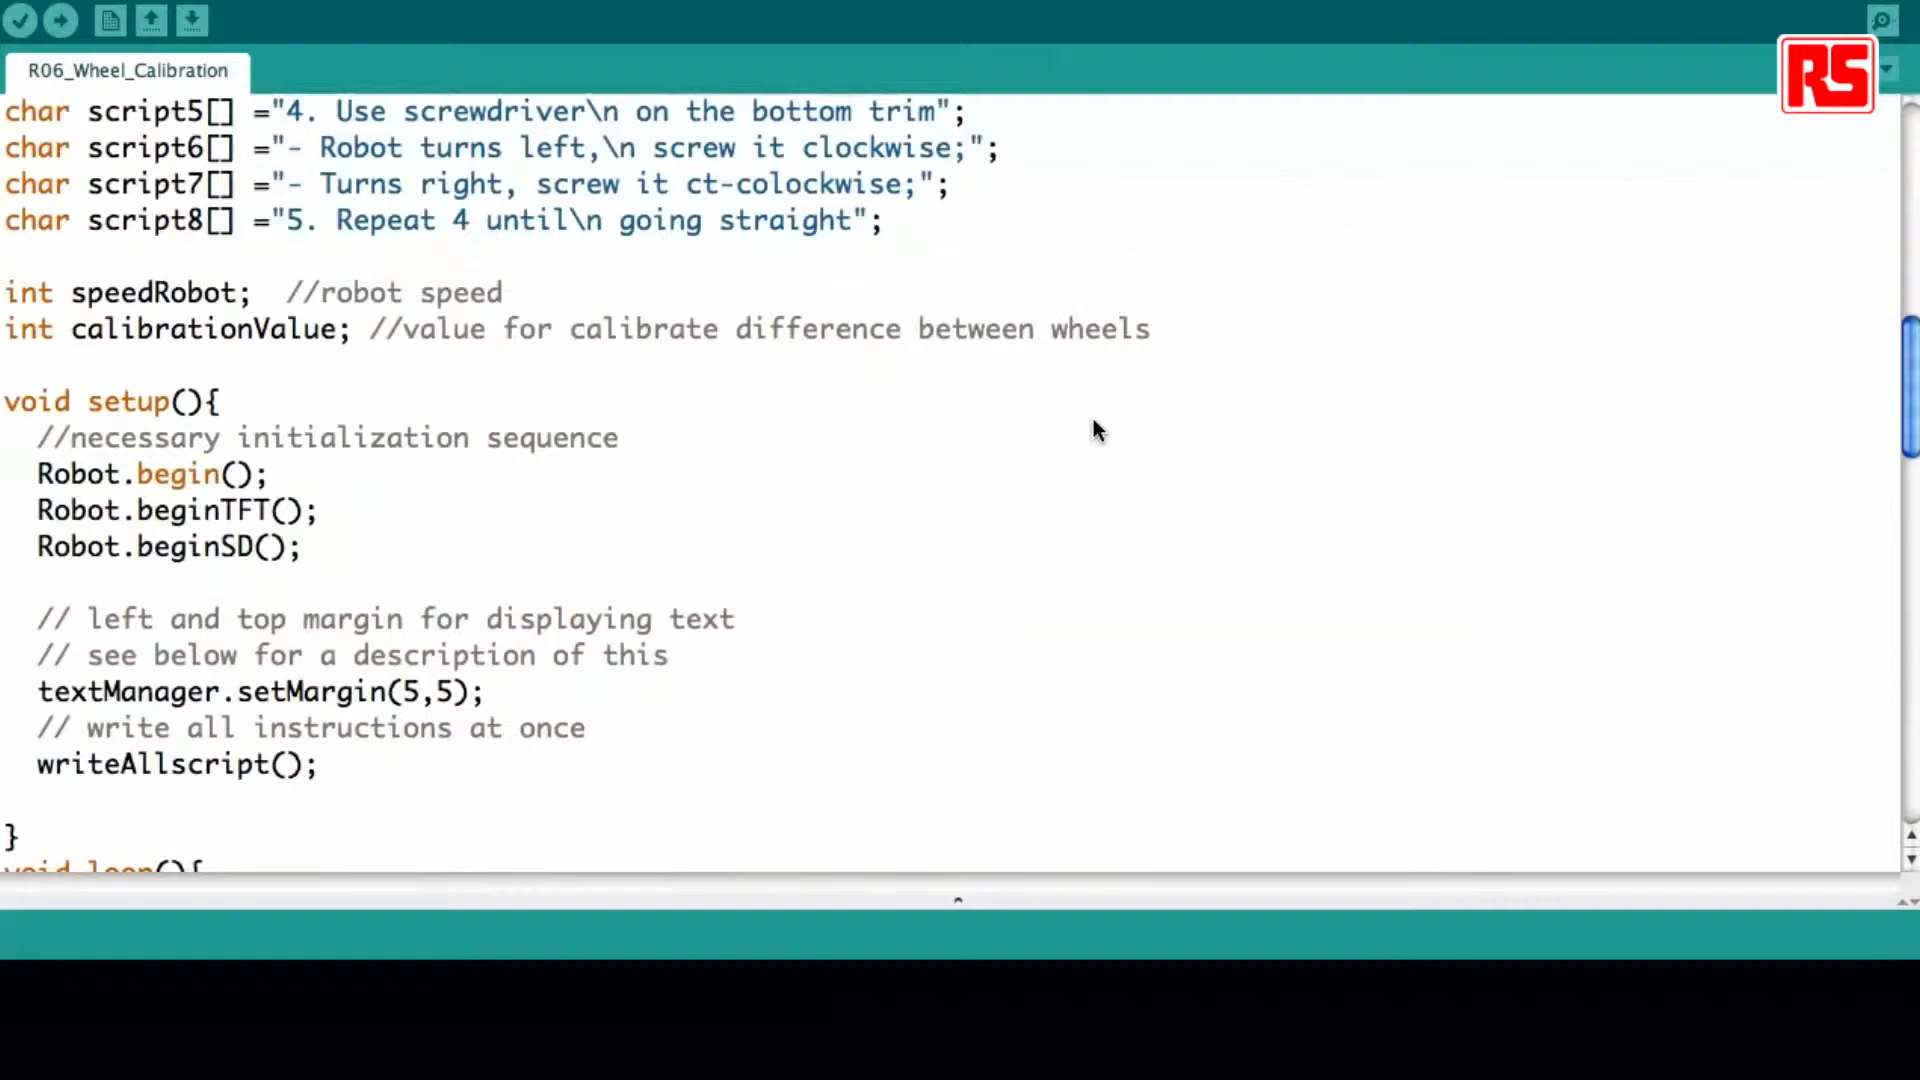 RS
R06_Wheel_Calibration
char script5[] ="4. Use screwdriver\n on the bottom trim";
char script6[] ="- Robot turns left,\n screw it clockwise;";
char script7[] ="- Turns right, screw it ct-colockwise;";
char script8[] ="5. Repeat 4 until\n going straight";
int speedRobot;  //robot speed
int calibrationValue; //value for calibrate difference between wheels
void setup(){
  //necessary initialization sequence
  Robot.begin();
  Robot.beginTFT();
  Robot.beginSD();
  // left and top margin for displaying text
  // see below for a description of this
  textManager.setMargin(5,5);
  // write all instructions at once
  writeAllscript();
}
void loop(){